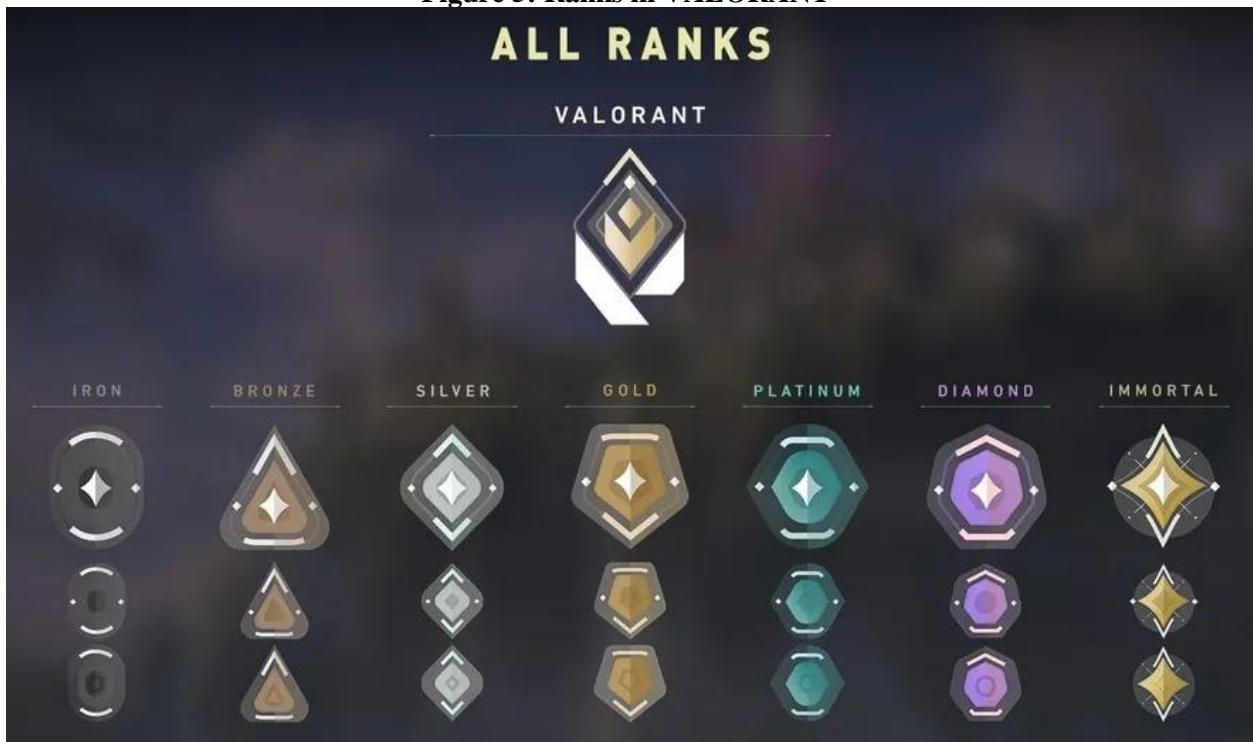 ALL RANKS
VALORANT
IRON BRONZE SILVER GOLD PLATINUM DIAMOND IMMORTAL